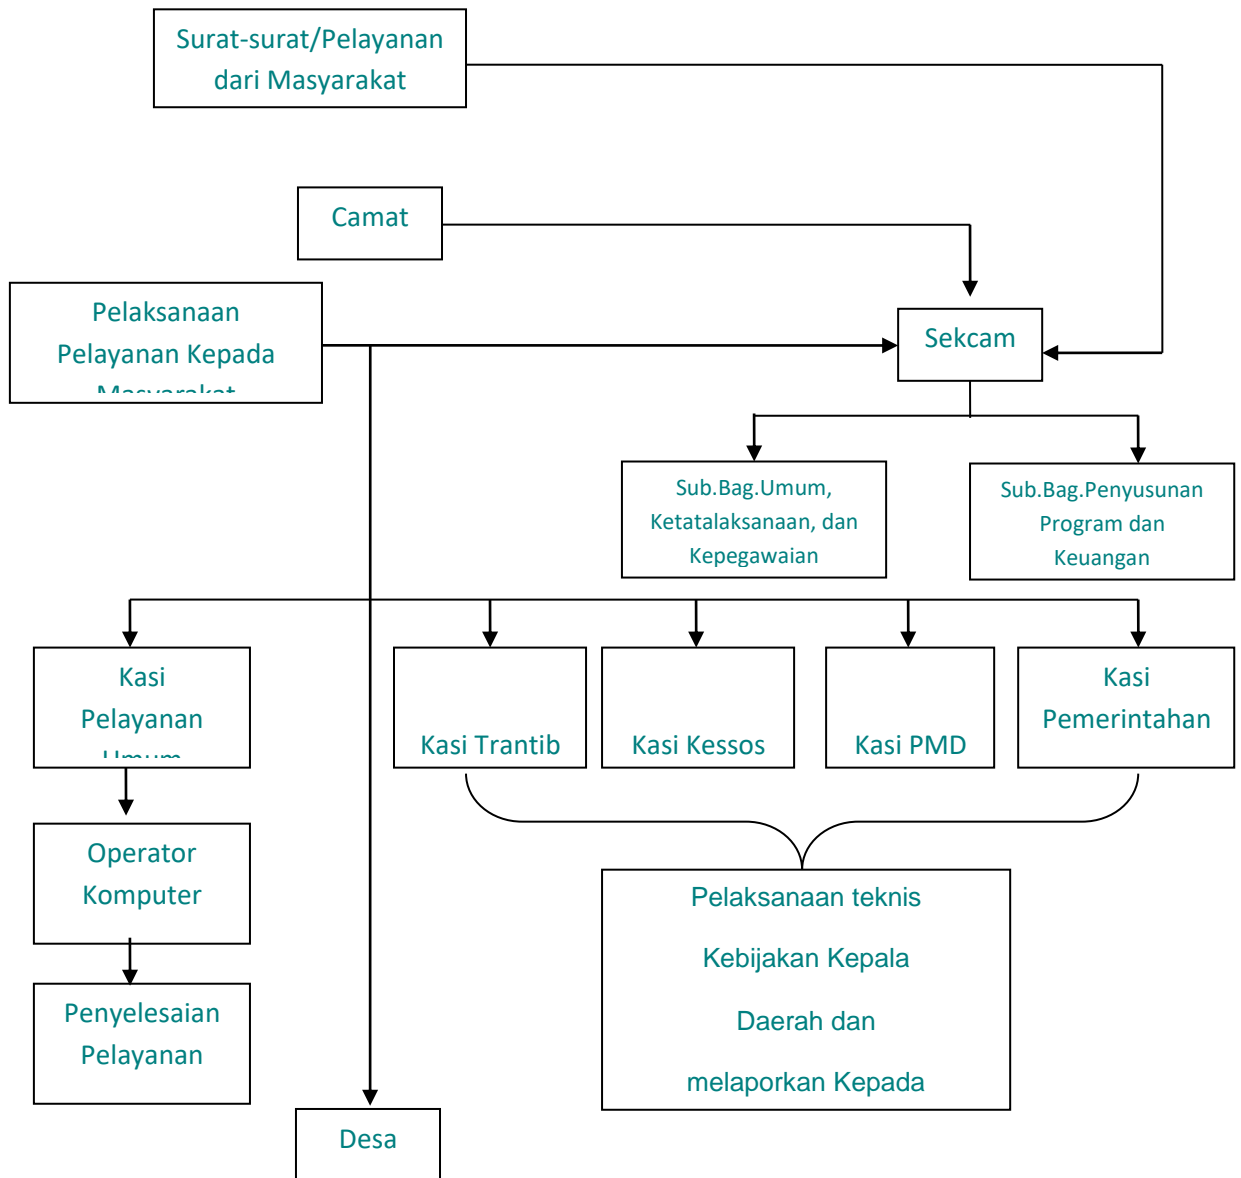 Surat-surat/Pelayanan
dari Masyarakat
Camat
Pelaksanaan
Pelayanan Kepada
Masyarakat
Sekcam
Sub.Bag.Umum,
Ketatalaksanaan, dan
Kepegawaian
Sub.Bag.Penyusunan
Program dan
Keuangan
Kasi
Pelayanan
Umum
Kasi Trantib
Kasi Kessos
Kasi PMD
Kasi
Pemerintahan
Operator
Komputer
Pelaksanaan teknis
Kebijakan Kepala
Daerah dan
melaporkan Kepada
Penyelesaian
Pelayanan
Desa